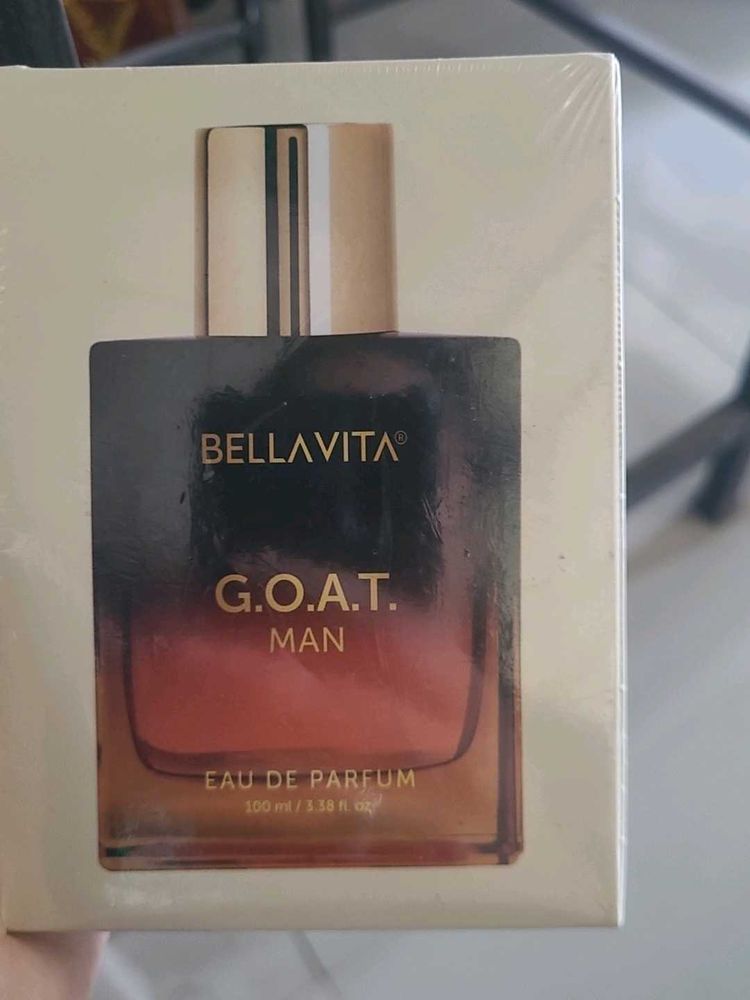 BELLAVITA®
G.O.A.T.
MAN
EAU DE PARFUM
100 ml / 3.38 fl. oz